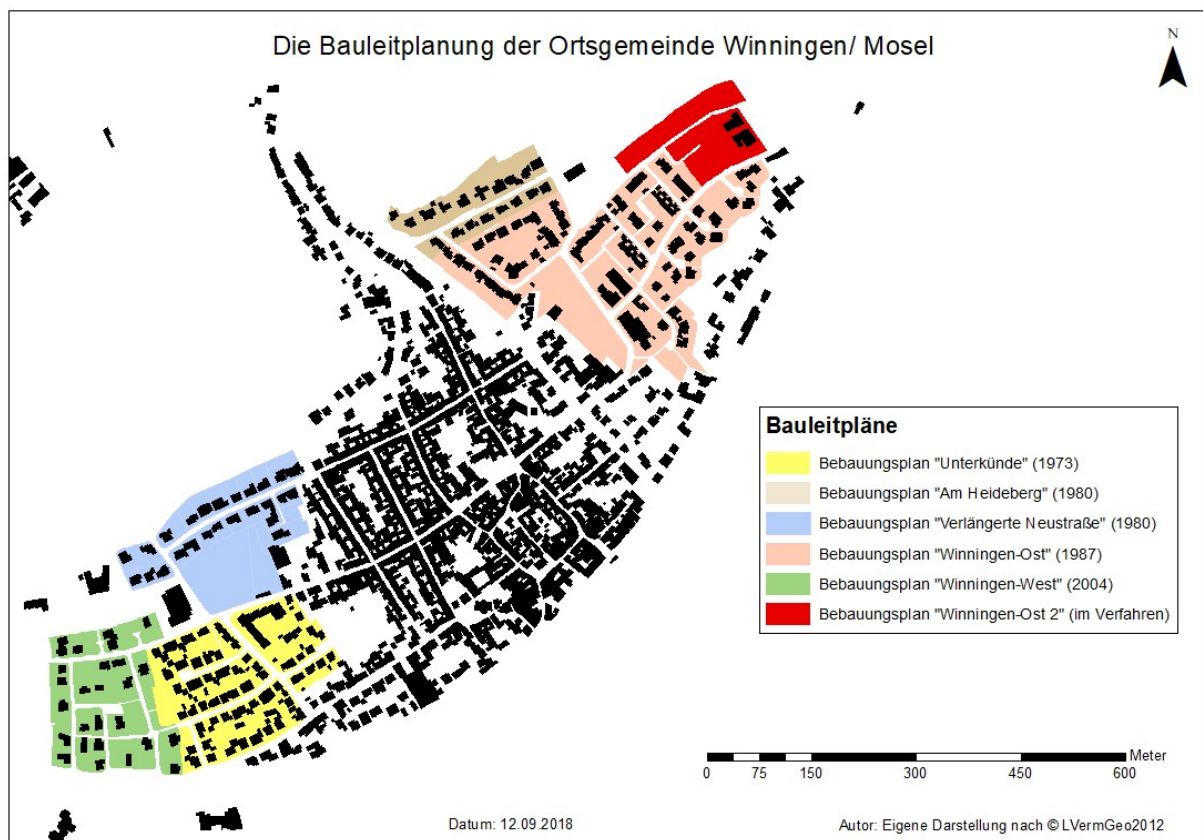 Die Bauleitplanung der Ortsgemeinde Winningen/ Mosel
N
Bauleitpläne
Bebauungsplan "Unterkünde" (1973)
Bebauungsplan "Am Heideberg" (1980)
Bebauungsplan "Verlängerte Neustraße" (1980)
Bebauungsplan "Winningen-Ost" (1987)
Bebauungsplan "Winningen-West" (2004)
Bebauungsplan "Winningen-Ost 2" (im Verfahren)
Meter
0 75 150 300 450 600
Datum: 12.09.2018
Autor: Eigene Darstellung nach © LVermGeo2012